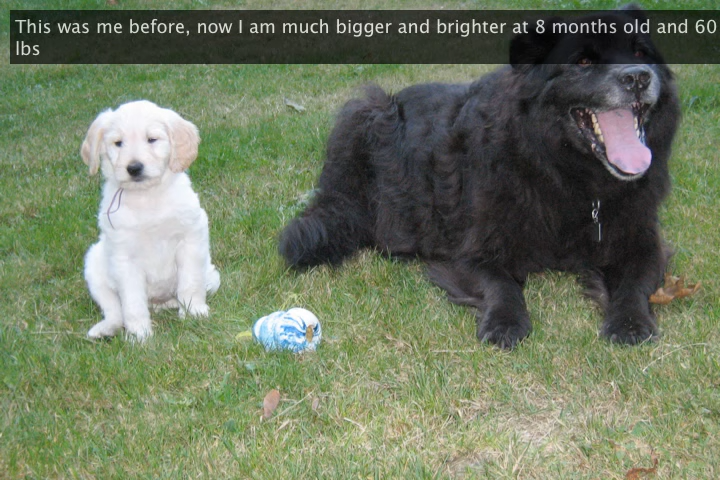 This was me before, now I am much bigger and brighter at 8 months old and 60
lbs